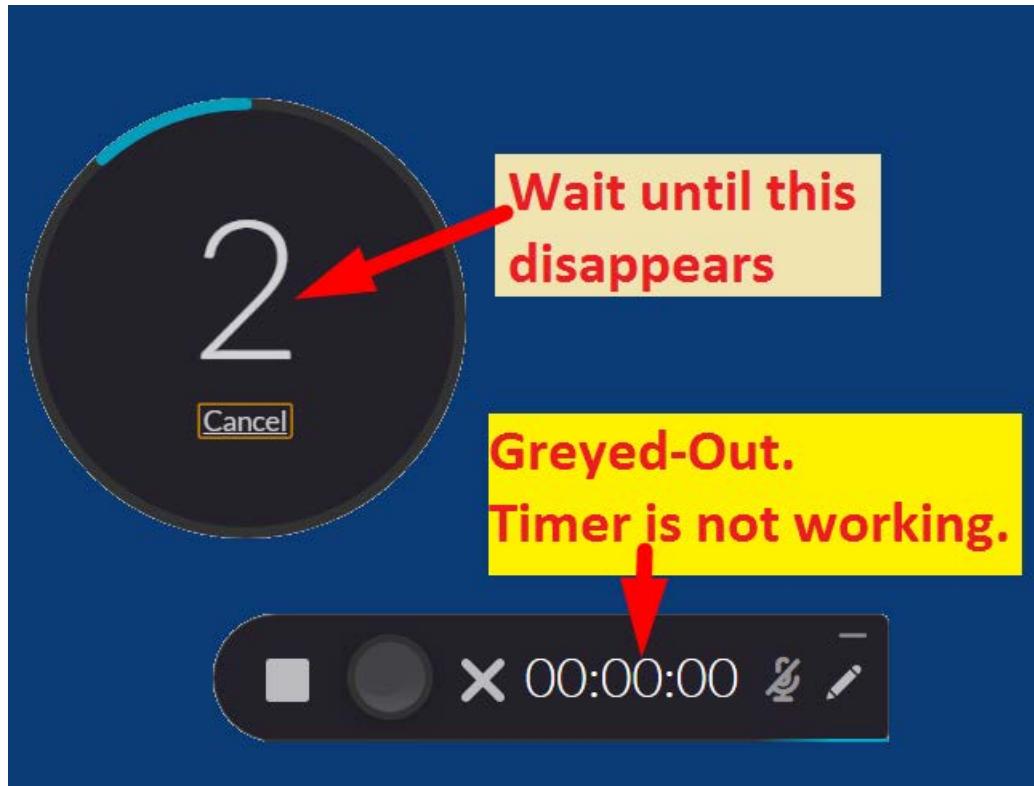 Wait until this
disappears
2
Cancel
Greyed-Out.
Timer is not working.
00:00:00